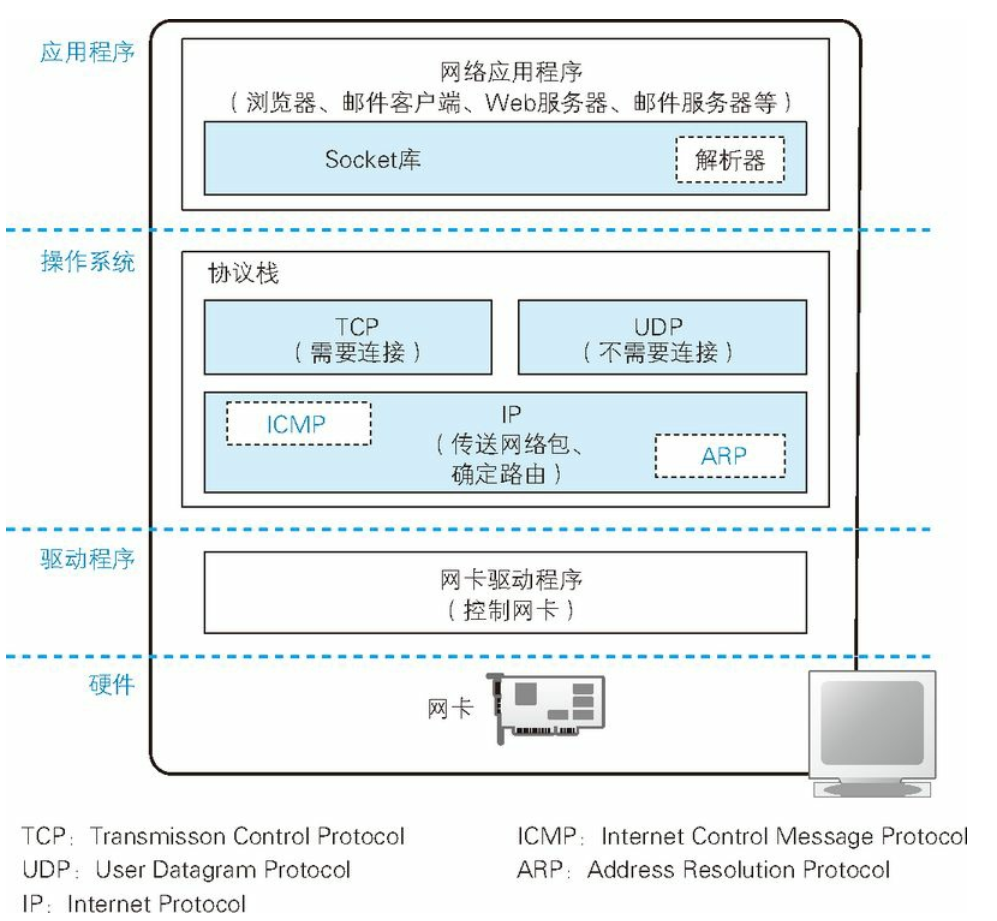 应用程序
网络应用程序
（浏览器、邮件客户端、Web服务器、邮件服务器等）
Socket库
解析器
操作系统
协议栈
TCP
（需要连接）
UDP
（不需要连接）
ICMP
IP
（传送网络包、
确定路由）
ARP
驱动程序
网卡驱动程序
（控制网卡）
硬件
网卡
TCP：Transmisson Control Protocol
ICMP：Internet Control Message Protocol
UDP：User Datagram Protocol
ARP：Address Resolution Protocol
IP：Internet Protocol